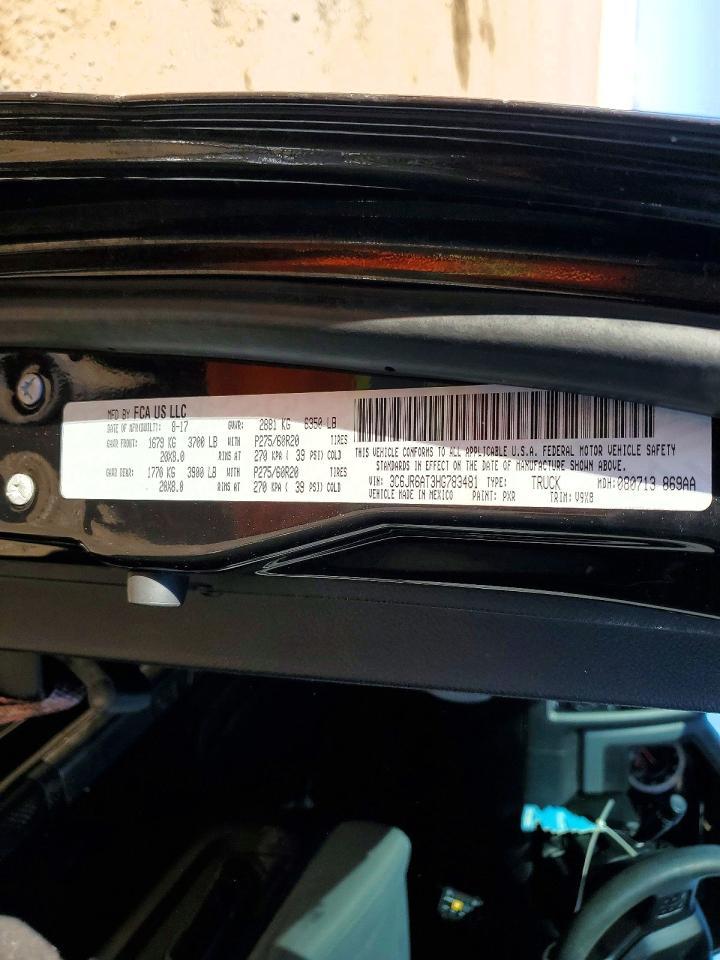 MFD BY FCA US LLC
DATE OF MFR(BUILT): 8-17 GVWR: 2881 KG 6350 LB
GAWR FRONT: 1679 KG 3700 LB WITH P275/60R20 TIRES
20X8.0 RIMS AT 270 KPA ( 39 PSI) COLD
GAWR REAR: 1770 KG 3900 LB WITH P275/60R20 TIRES
20X8.0 RIMS AT 270 KPA ( 39 PSI) COLD
THIS VEHICLE CONFORMS TO ALL APPLICABLE U.S.A. FEDERAL MOTOR VEHICLE SAFETY
STANDARDS IN EFFECT ON THE DATE OF MANUFACTURE SHOWN ABOVE.
VIN: 3C6JR6AT3HG783481 TYPE: TRUCK MDH:080713 869AA
VEHICLE MADE IN MEXICO PAINT: PXR TRIM: V9X8